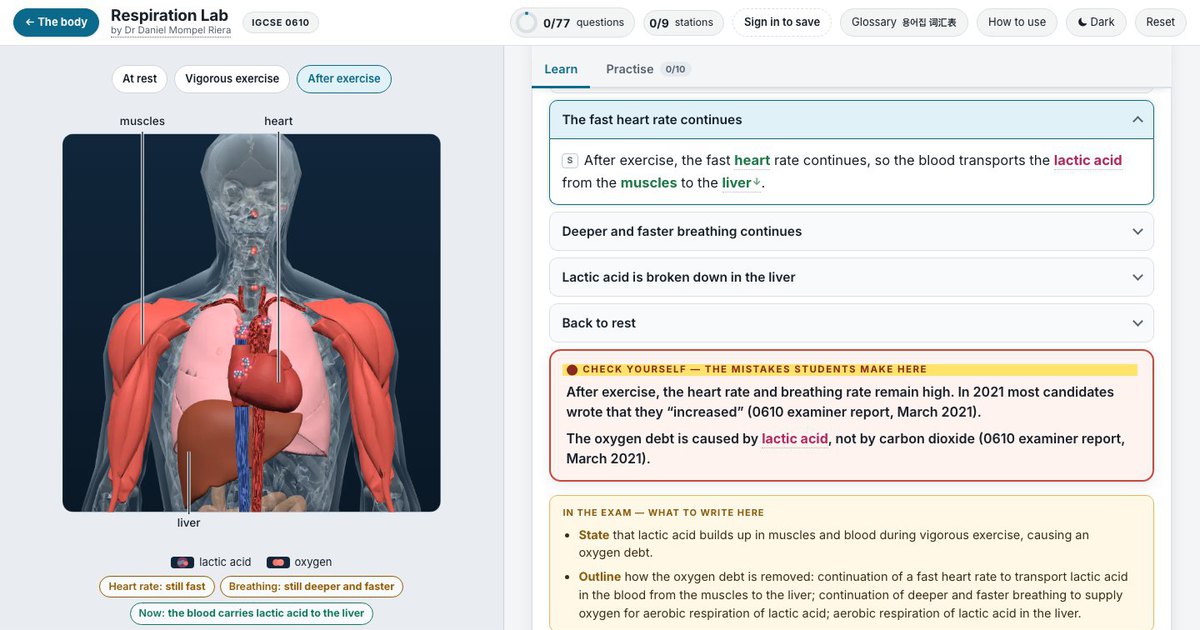 ← The body
Respiration Lab
by Dr Daniel Mompel Riera
IGCSE 0610
0/77 questions
0/9 stations
Sign in to save
Glossary 용어집 词汇表
How to use
Dark
Reset
At rest
Vigorous exercise
After exercise
muscles
heart
liver
lactic acid
oxygen
Heart rate: still fast
Breathing: still deeper and faster
Now: the blood carries lactic acid to the liver
Learn
Practise 0/10
The fast heart rate continues
S After exercise, the fast heart rate continues, so the blood transports the lactic acid
from the muscles to the liver↓.
Deeper and faster breathing continues
Lactic acid is broken down in the liver
Back to rest
CHECK YOURSELF — THE MISTAKES STUDENTS MAKE HERE
After exercise, the heart rate and breathing rate remain high. In 2021 most candidates
wrote that they “increased” (0610 examiner report, March 2021).
The oxygen debt is caused by lactic acid, not by carbon dioxide (0610 examiner report,
March 2021).
IN THE EXAM — WHAT TO WRITE HERE
• State that lactic acid builds up in muscles and blood during vigorous exercise, causing an
oxygen debt.
• Outline how the oxygen debt is removed: continuation of a fast heart rate to transport lactic acid
in the blood from the muscles to the liver; continuation of deeper and faster breathing to supply
oxygen for aerobic respiration of lactic acid; aerobic respiration of lactic acid in the liver.